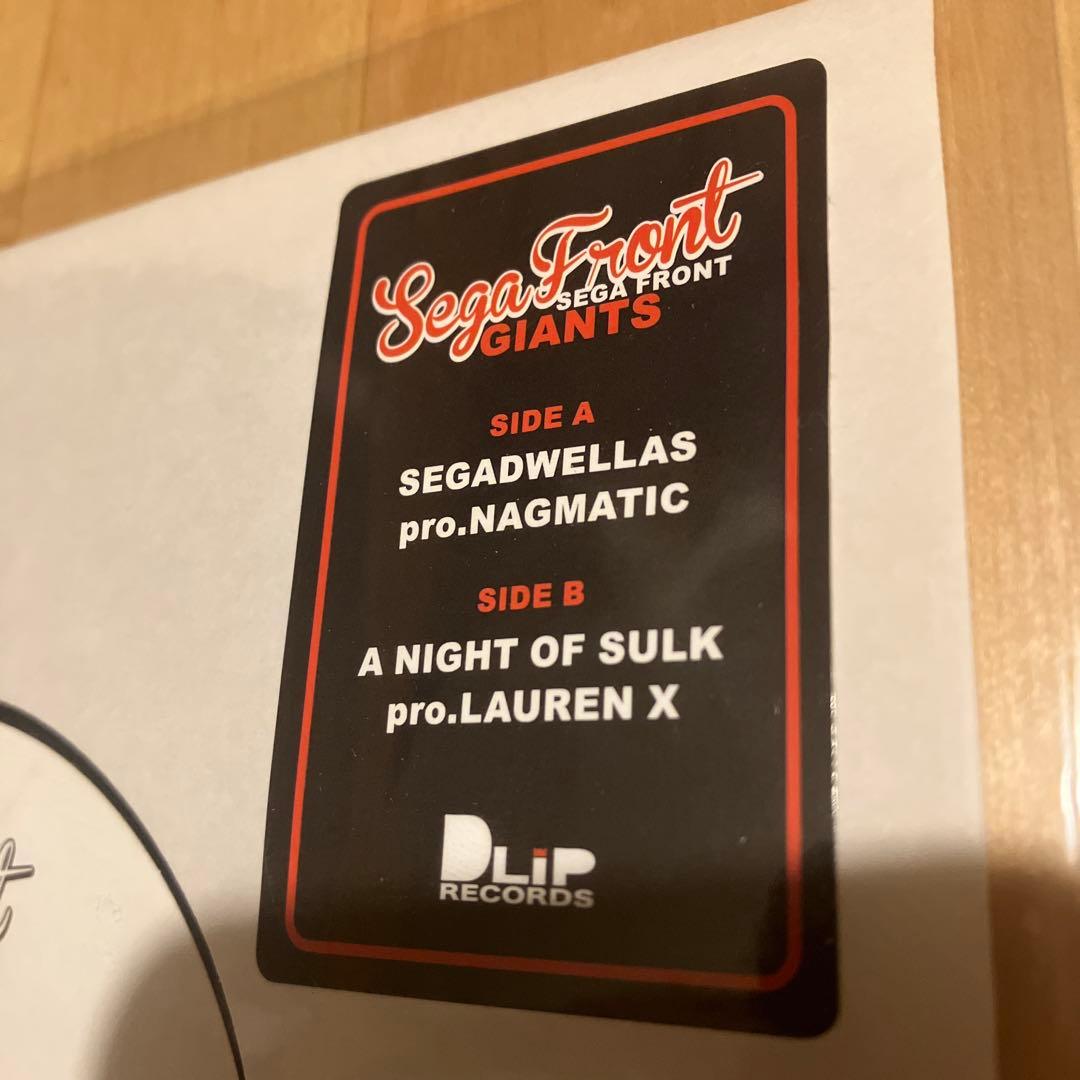 Sega Front
SEGA FRONT
GIANTS
SIDE A
SEGADWELLAS
pro.NAGMATIC
SIDE B
A NIGHT OF SULK
pro.LAUREN X
DLiP
RECORDS
t